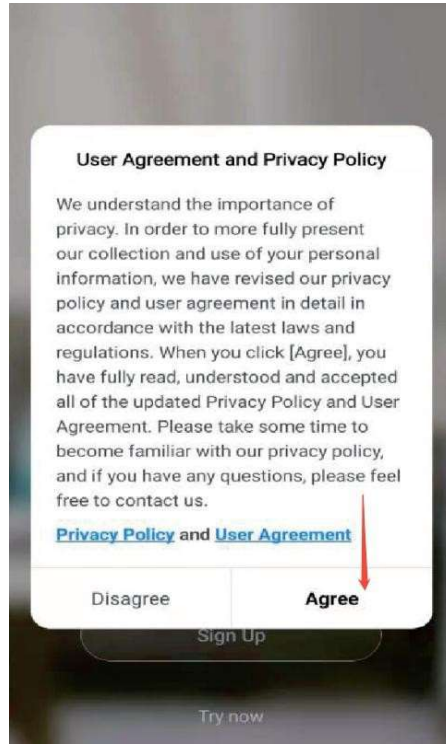 User Agreement and Privacy Policy
We understand the importance of
privacy. In order to more fully present
our collection and use of your personal
information, we have revised our privacy
policy and user agreement in detail in
accordance with the latest laws and
regulations. When you click [Agree], you
have fully read, understood and accepted
all of the updated Privacy Policy and User
Agreement. Please take some time to
become familiar with our privacy policy,
and if you have any questions, please feel
free to contact us.
Privacy Policy and User Agreement
Disagree Agree
Sign Up
Try now